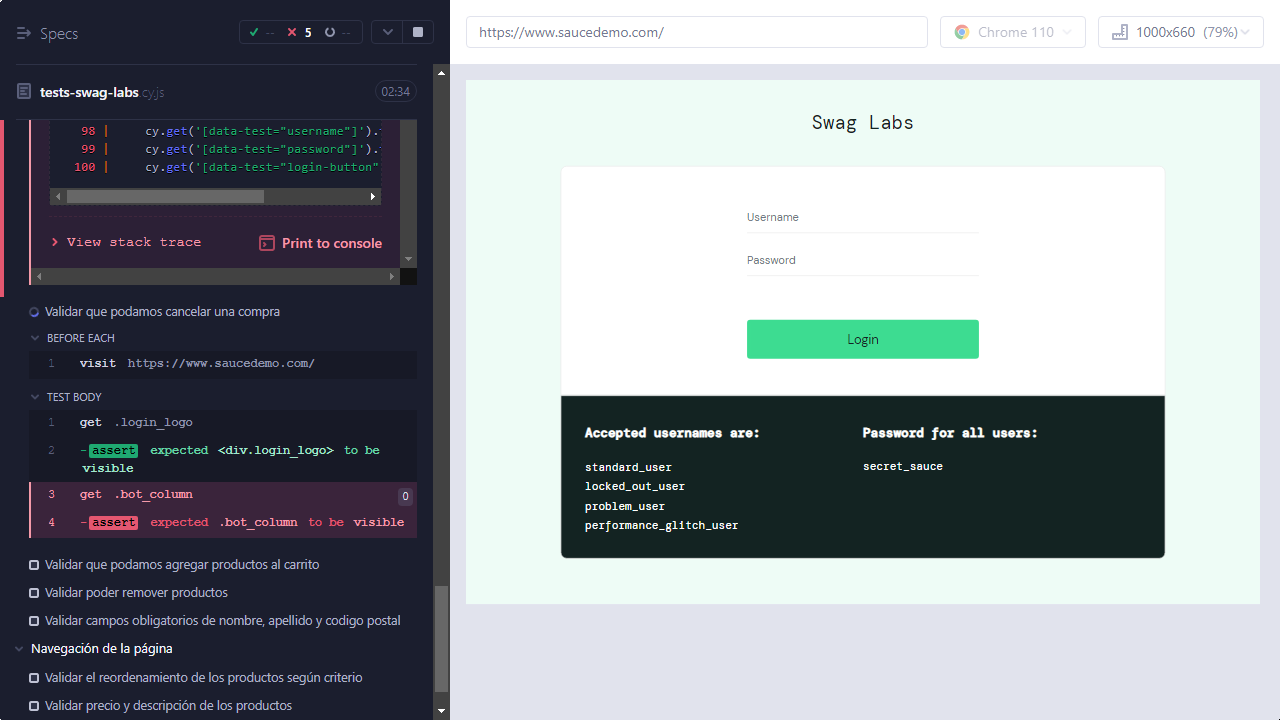 Specs
-- 5 --
tests-swag-labs.cy.js 02:34
98 | cy.get('[data-test="username"]').
99 | cy.get('[data-test="password"]').
100 | cy.get('[data-test="login-button"
View stack trace
Print to console
Validar que podamos cancelar una compra
BEFORE EACH
1 visit https://www.saucedemo.com/
TEST BODY
1 get .login_logo
2 -assert expected <div.login_logo> to be
visible
3 get .bot_column 0
4 -assert expected .bot_column to be visible
Validar que podamos agregar productos al carrito
Validar poder remover productos
Validar campos obligatorios de nombre, apellido y codigo postal
Navegación de la página
Validar el reordenamiento de los productos según criterio
Validar precio y descripción de los productos
https://www.saucedemo.com/
Chrome 110
1000x660 (79%)
Swag Labs
Username
Password
Login
Accepted usernames are:
standard_user
locked_out_user
problem_user
performance_glitch_user
Password for all users:
secret_sauce